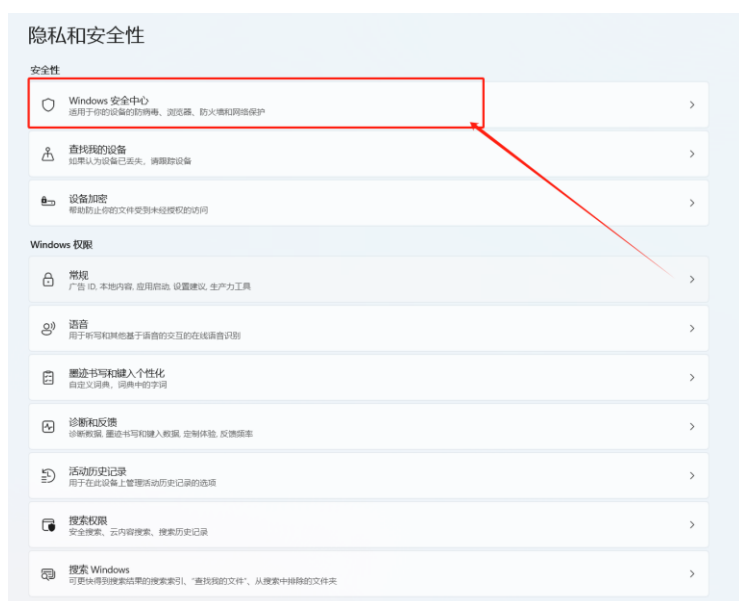 隐私和安全性
安全性
Windows 安全中心
适用于你的设备的防病毒、浏览器、防火墙和网络保护
查找我的设备
如果认为设备已丢失，请跟踪设备
设备加密
帮助防止你的文件受到未经授权的访问
Windows 权限
常规
广告 ID, 本地内容, 应用启动, 设置建议, 生产力工具
语音
用于听写和其他基于语音的交互的在线语音识别
墨迹书写和键入个性化
自定义词典，词典中的字词
诊断和反馈
诊断数据, 墨迹书写和键入数据, 定制体验, 反馈频率
活动历史记录
用于在此设备上管理活动历史记录的选项
搜索权限
安全搜索、云内容搜索、搜索历史记录
搜索 Windows
可更快得到搜索结果的搜索索引、“查找我的文件”、从搜索中排除的文件夹